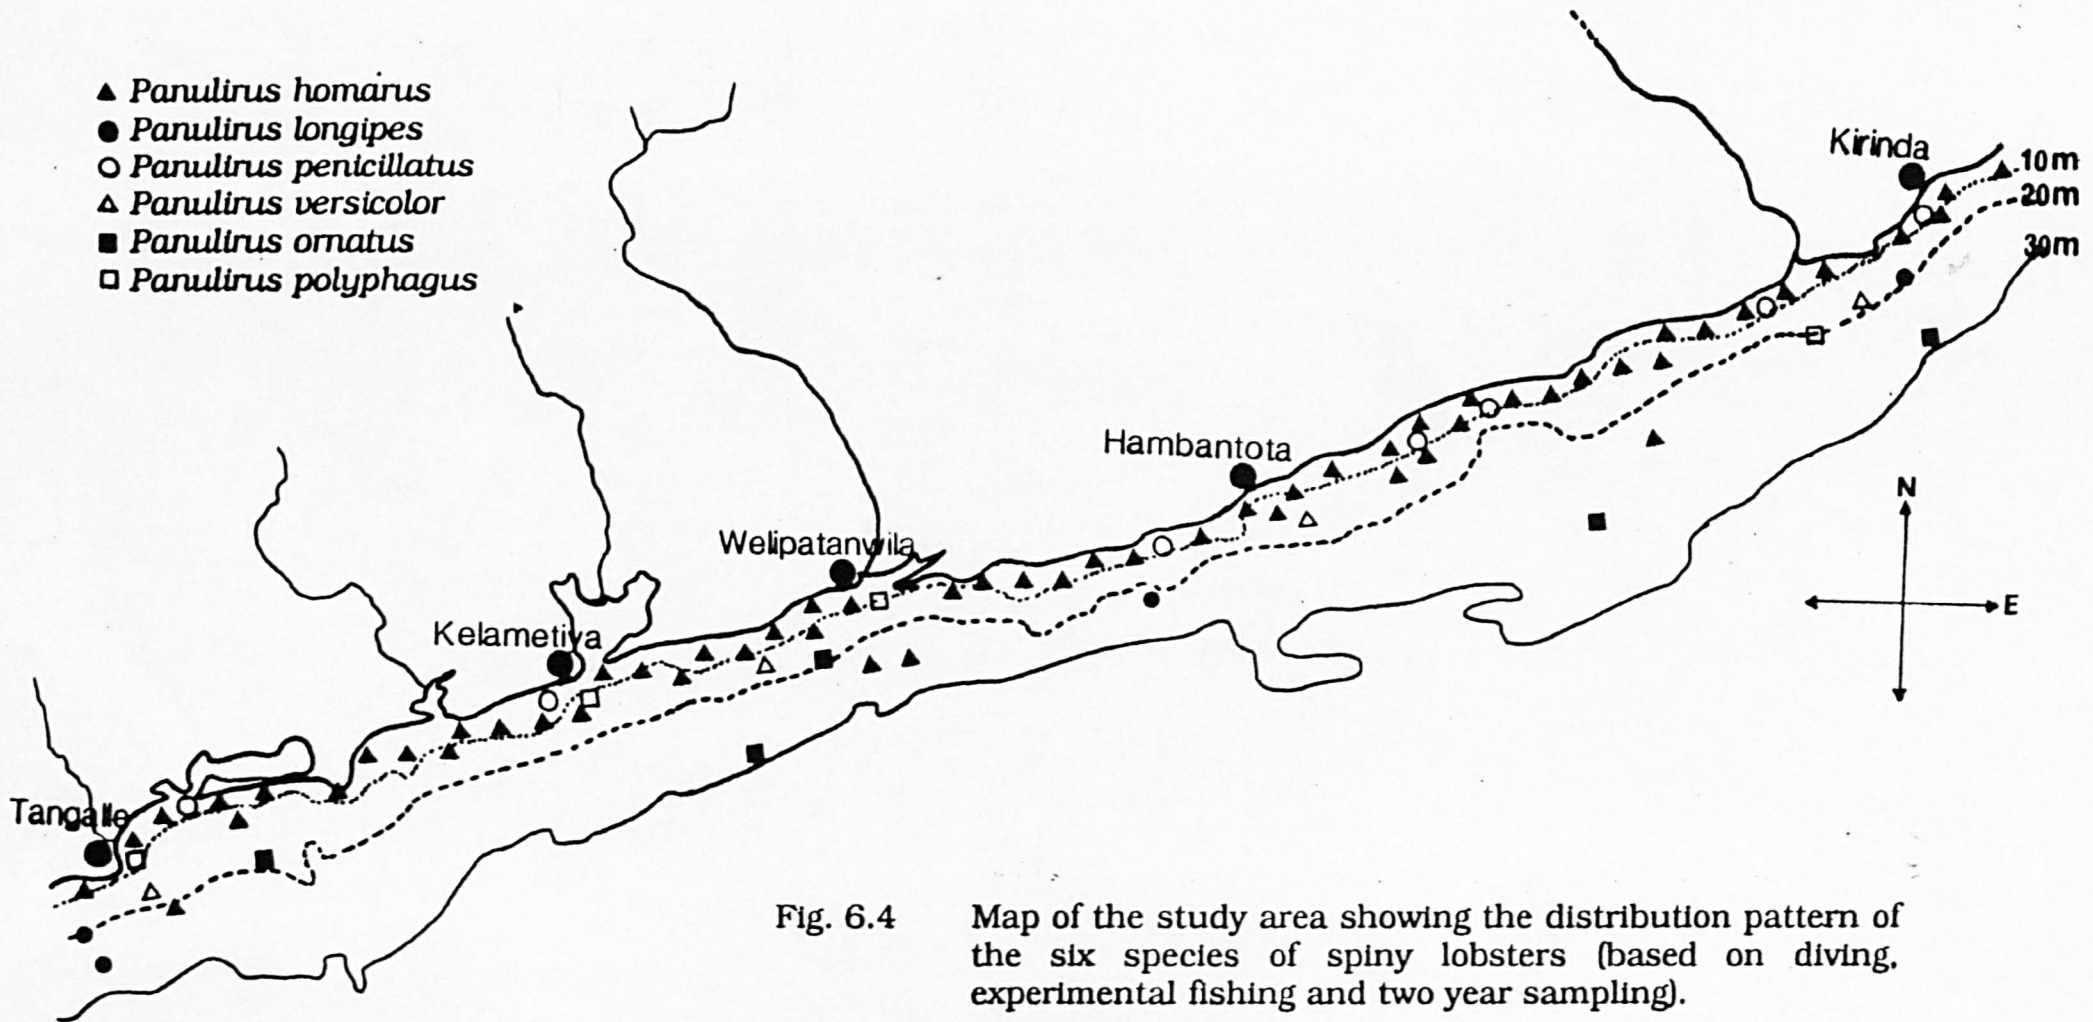 ▲ Panulirus homarus
● Panulirus longipes
○ Panulirus penicillatus
△ Panulirus versicolor
■ Panulirus ornatus
□ Panulirus polyphagus
Kirinda
10m
20m
30m
Hambantota
N
E
Welipatanwila
Kelametiya
Tangalle
Fig. 6.4 Map of the study area showing the distribution pattern of
the six species of spiny lobsters (based on diving,
experimental fishing and two year sampling).